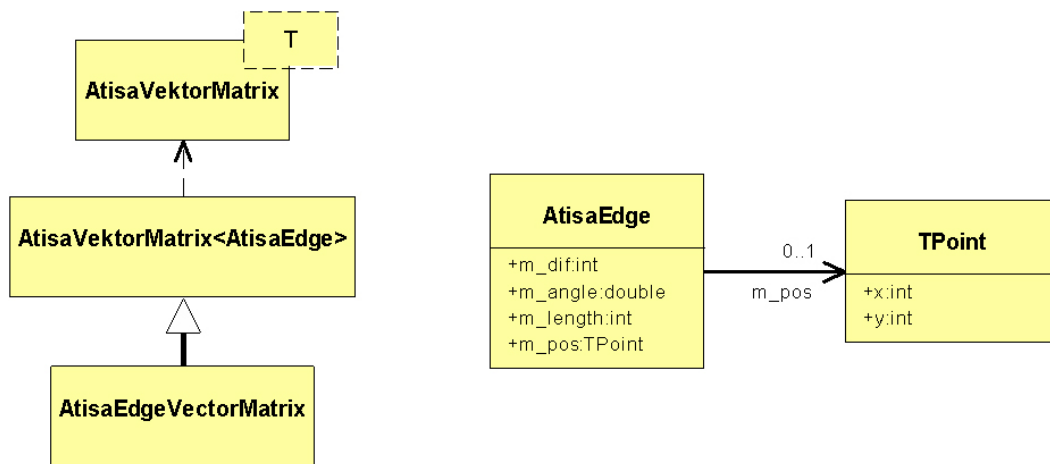 T
AtisaVektorMatrix
AtisaVektorMatrix<AtisaEdge>
AtisaEdgeVectorMatrix
AtisaEdge
+m_dif:int
+m_angle:double
+m_length:int
+m_pos:TPoint
0..1
m_pos
TPoint
+x:int
+y:int